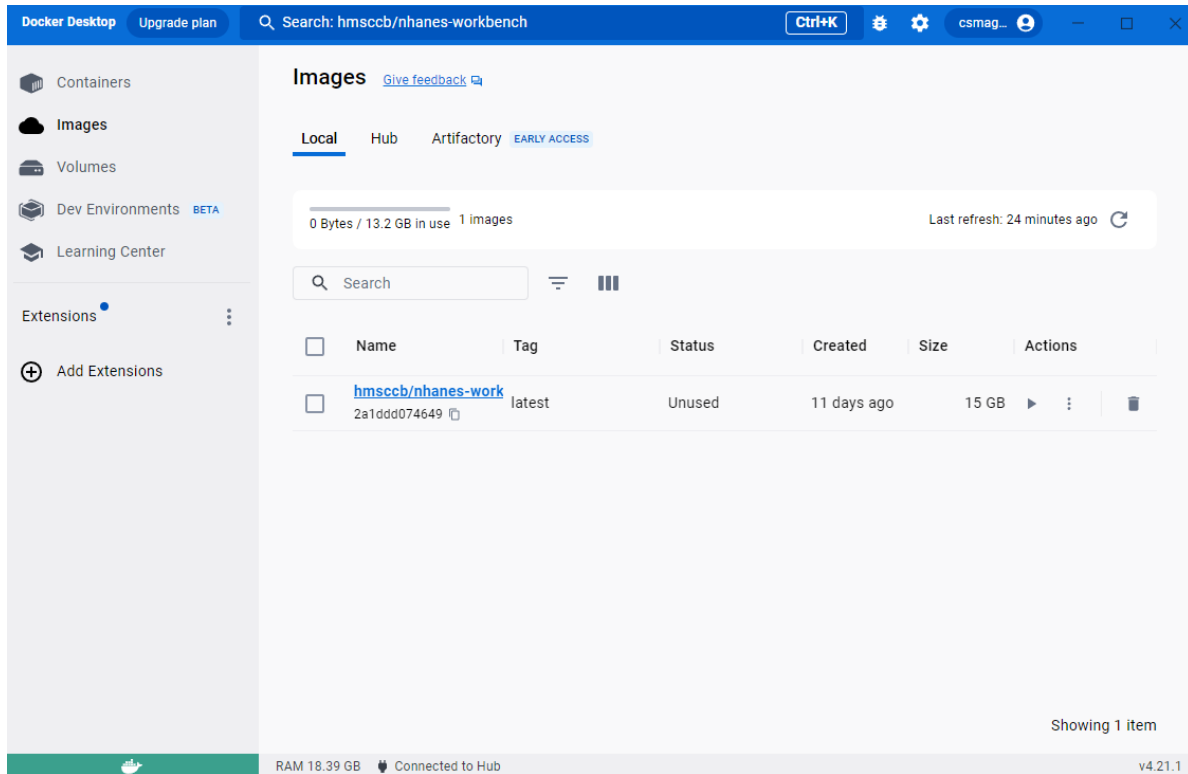 Docker Desktop Upgrade plan Search: hmsccb/nhanes-workbench Ctrl+K csmag...
Containers
Images
Volumes
Dev Environments BETA
Learning Center
Extensions
Add Extensions
Images Give feedback
Local Hub Artifactory EARLY ACCESS
0 Bytes / 13.2 GB in use 1 images Last refresh: 24 minutes ago
Search
Name Tag Status Created Size Actions
hmsccb/nhanes-work latest Unused 11 days ago 15 GB
2a1ddd074649
Showing 1 item
RAM 18.39 GB Connected to Hub v4.21.1